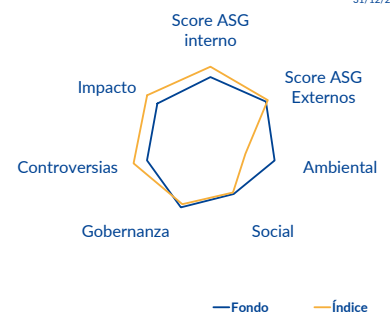 Score ASG
interno
Score ASG
Externos
Impacto
Ambiental
Controversias
Social
Gobernanza
Fondo
Índice